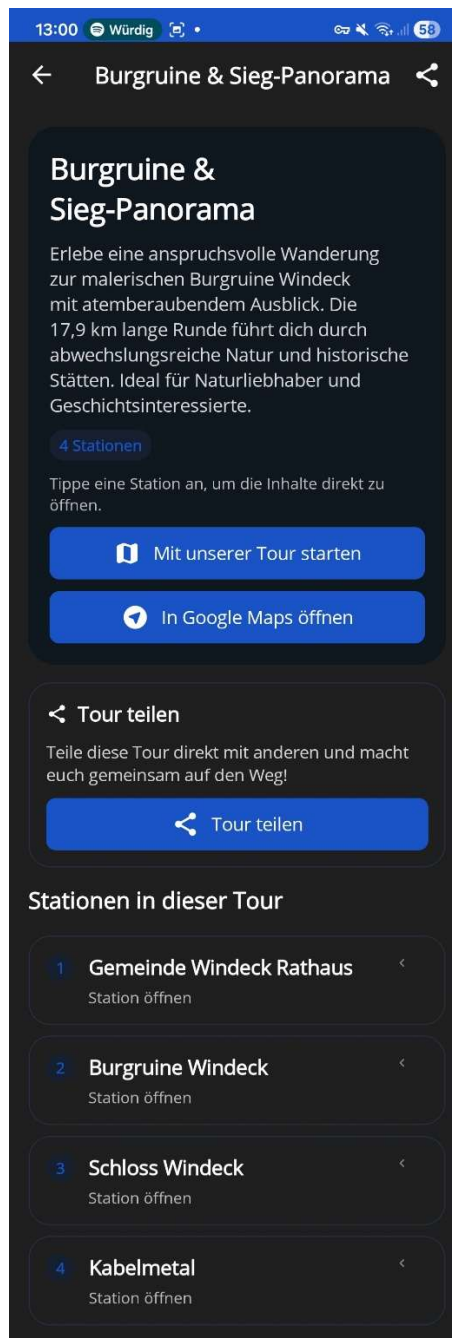 13:00 Würdig 58
Burgruine & Sieg-Panorama
Burgruine &
Sieg-Panorama
Erlebe eine anspruchsvolle Wanderung
zur malerischen Burgruine Windeck
mit atemberaubendem Ausblick. Die
17,9 km lange Runde führt dich durch
abwechslungsreiche Natur und historische
Stätten. Ideal für Naturliebhaber und
Geschichtsinteressierte.
4 Stationen
Tippe eine Station an, um die Inhalte direkt zu
öffnen.
Mit unserer Tour starten
In Google Maps öffnen
Tour teilen
Teile diese Tour direkt mit anderen und macht
euch gemeinsam auf den Weg!
Tour teilen
Stationen in dieser Tour
1 Gemeinde Windeck Rathaus
Station öffnen
2 Burgruine Windeck
Station öffnen
3 Schloss Windeck
Station öffnen
4 Kabelmetal
Station öffnen